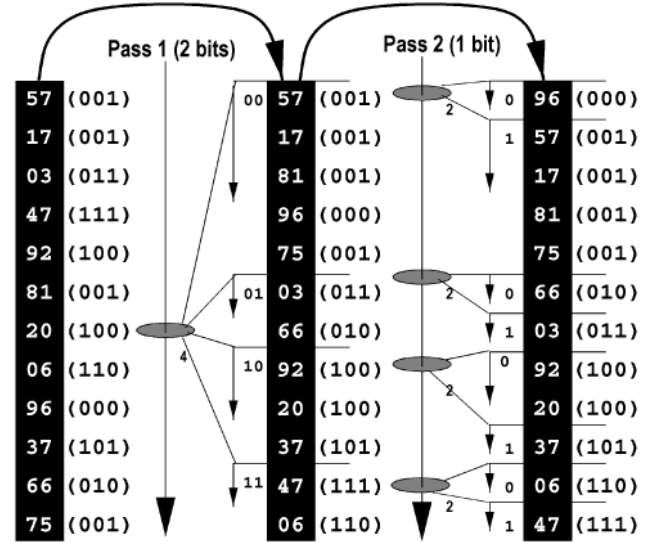 Pass 1 (2 bits) Pass 2 (1 bit)
57 (001) 00 57 (001) 2 0 96 (000)
17 (001) 17 (001) 1 57 (001)
03 (011) 81 (001) 17 (001)
47 (111) 96 (000) 81 (001)
92 (100) 75 (001) 75 (001)
81 (001) 01 03 (011) 2 0 66 (010)
20 (100) 4 66 (010) 1 03 (011)
06 (110) 10 92 (100) 2 0 92 (100)
96 (000) 20 (100) 20 (100)
37 (101) 37 (101) 1 37 (101)
66 (010) 11 47 (111) 2 0 06 (110)
75 (001) 06 (110) 1 47 (111)